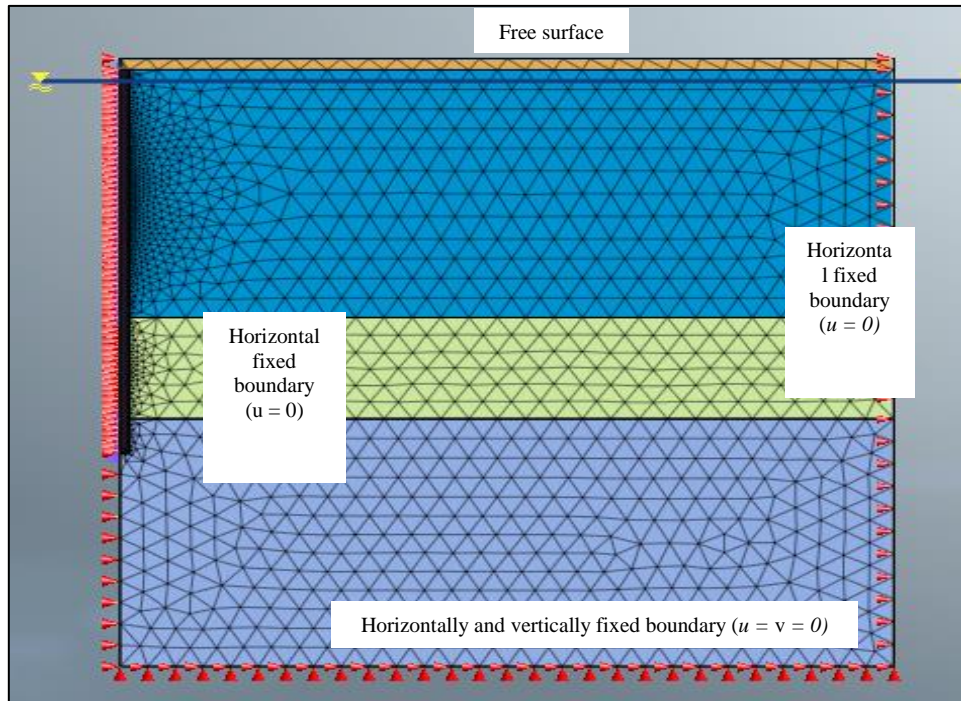 Free surface
Horizonta
l fixed
boundary
(u = 0)
Horizontal
fixed
boundary
(u = 0)
Horizontally and vertically fixed boundary (u = v = 0)